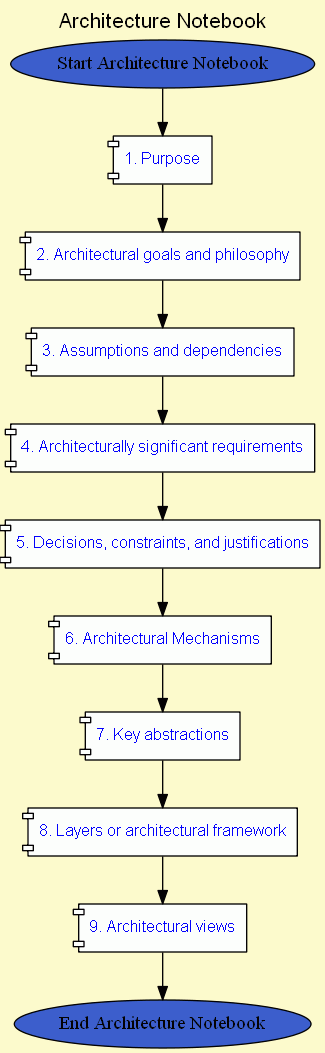 Architecture Notebook
Start Architecture Notebook
1. Purpose
2. Architectural goals and philosophy
3. Assumptions and dependencies
4. Architecturally significant requirements
5. Decisions, constraints, and justifications
6. Architectural Mechanisms
7. Key abstractions
8. Layers or architectural framework
9. Architectural views
End Architecture Notebook